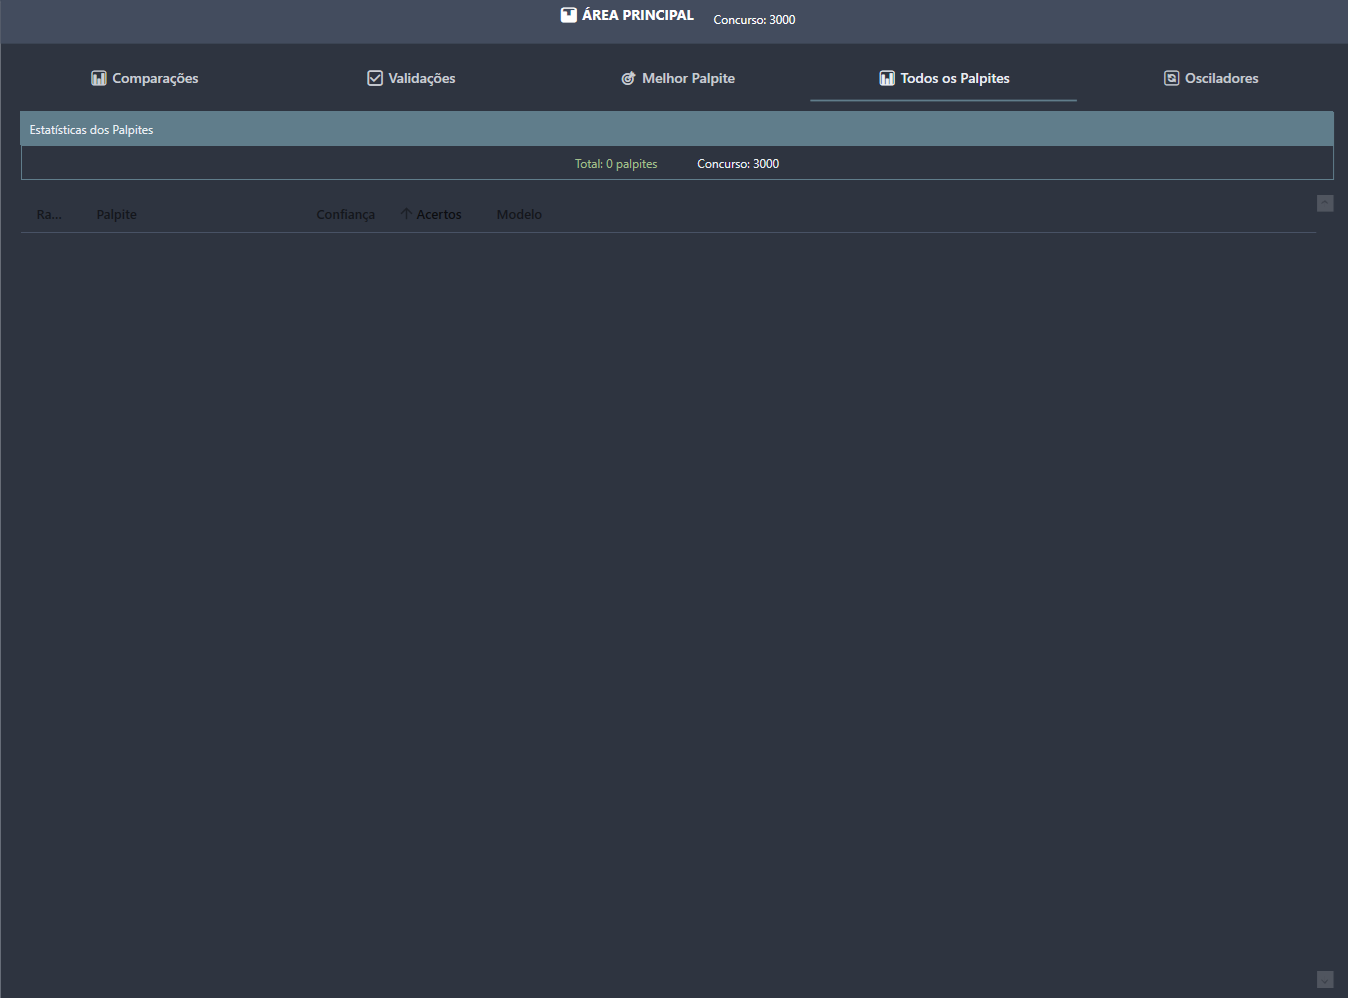 ÁREA PRINCIPAL Concurso: 3000
Comparações Validações Melhor Palpite Todos os Palpites Osciladores
Estatísticas dos Palpites
Total: 0 palpites Concurso: 3000
Ra... Palpite Confiança Acertos Modelo